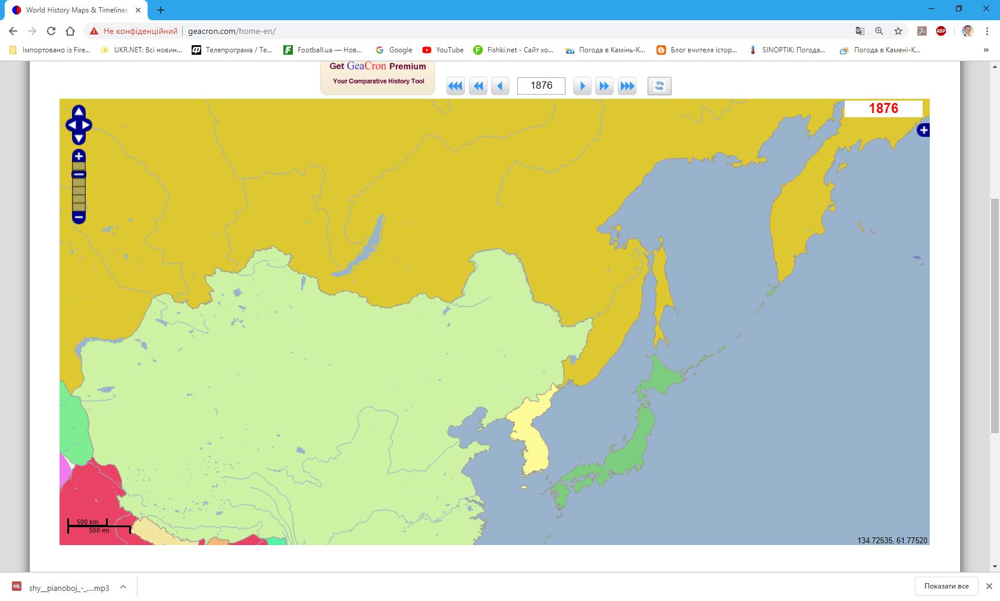 World History Maps & Timelines
Не конфіденційний geacron.com/home-en/
Імпортовано із Fire...
UKR.NET: Всі новин...
Телепрограма / Те...
Football.ua — Нов...
Google
YouTube
Fishki.net - Сайт хо...
Погода в Камінь-К...
Блог вчителя істор...
SINOPTIK: Погода...
Погода в Камені-К...
»
ABP
Get GeaCron Premium
Your Comparative History Tool
1876
1876
500 km
500 mi
134.72535, 61.77520
shy__pianoboj_-_....mp3
Показати все